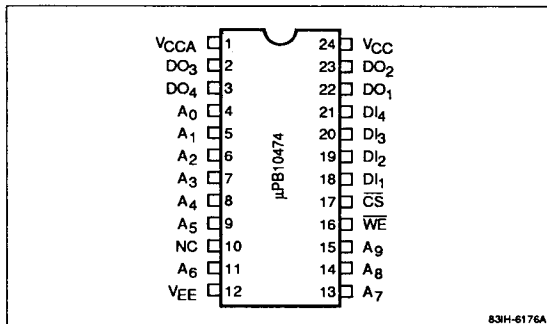 VCCA 1 24 VCC
DO3 2 23 DO2
DO4 3 22 DO1
A0 4 21 DI4
A1 5 20 DI3
A2 6 19 DI2
A3 7 18 DI1
A4 8 17 C̅S̅
A5 9 16 W̅E̅
NC 10 15 A9
A6 11 14 A8
VEE 12 13 A7
μPB10474
83IH-6176A